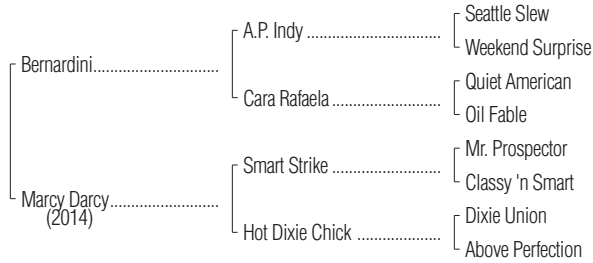 Seattle Slew
A.P. Indy
Weekend Surprise
Bernardini
Quiet American
Cara Rafaela
Oil Fable
Mr. Prospector
Smart Strike
Classy 'n Smart
Marcy Darcy
(2014)
Dixie Union
Hot Dixie Chick
Above Perfection